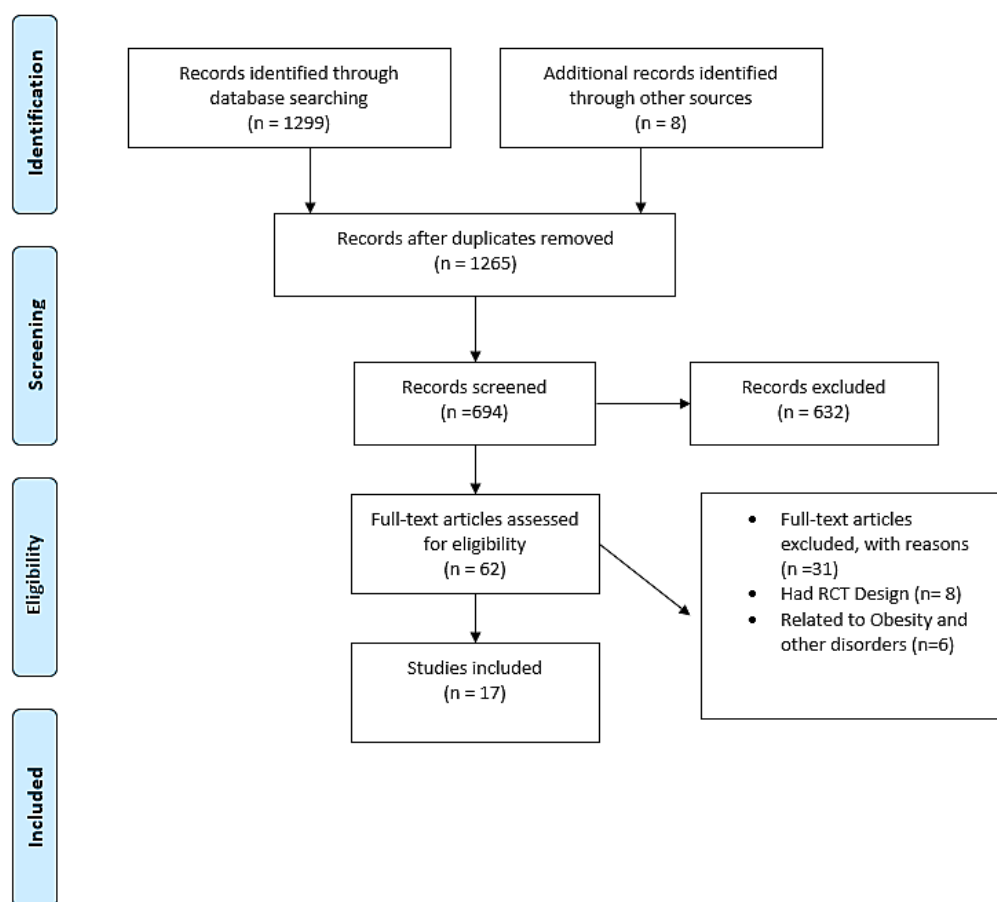 Identification
Records identified through
database searching
(n = 1299)
Additional records identified
through other sources
(n = 8)
Records after duplicates removed
(n = 1265)
Screening
Records screened
(n =694)
Records excluded
(n = 632)
Eligibility
Full-text articles assessed
for eligibility
(n = 62)
• Full-text articles
excluded, with reasons
(n =31)
• Had RCT Design (n= 8)
• Related to Obesity and
other disorders (n=6)
Studies included
(n = 17)
Included